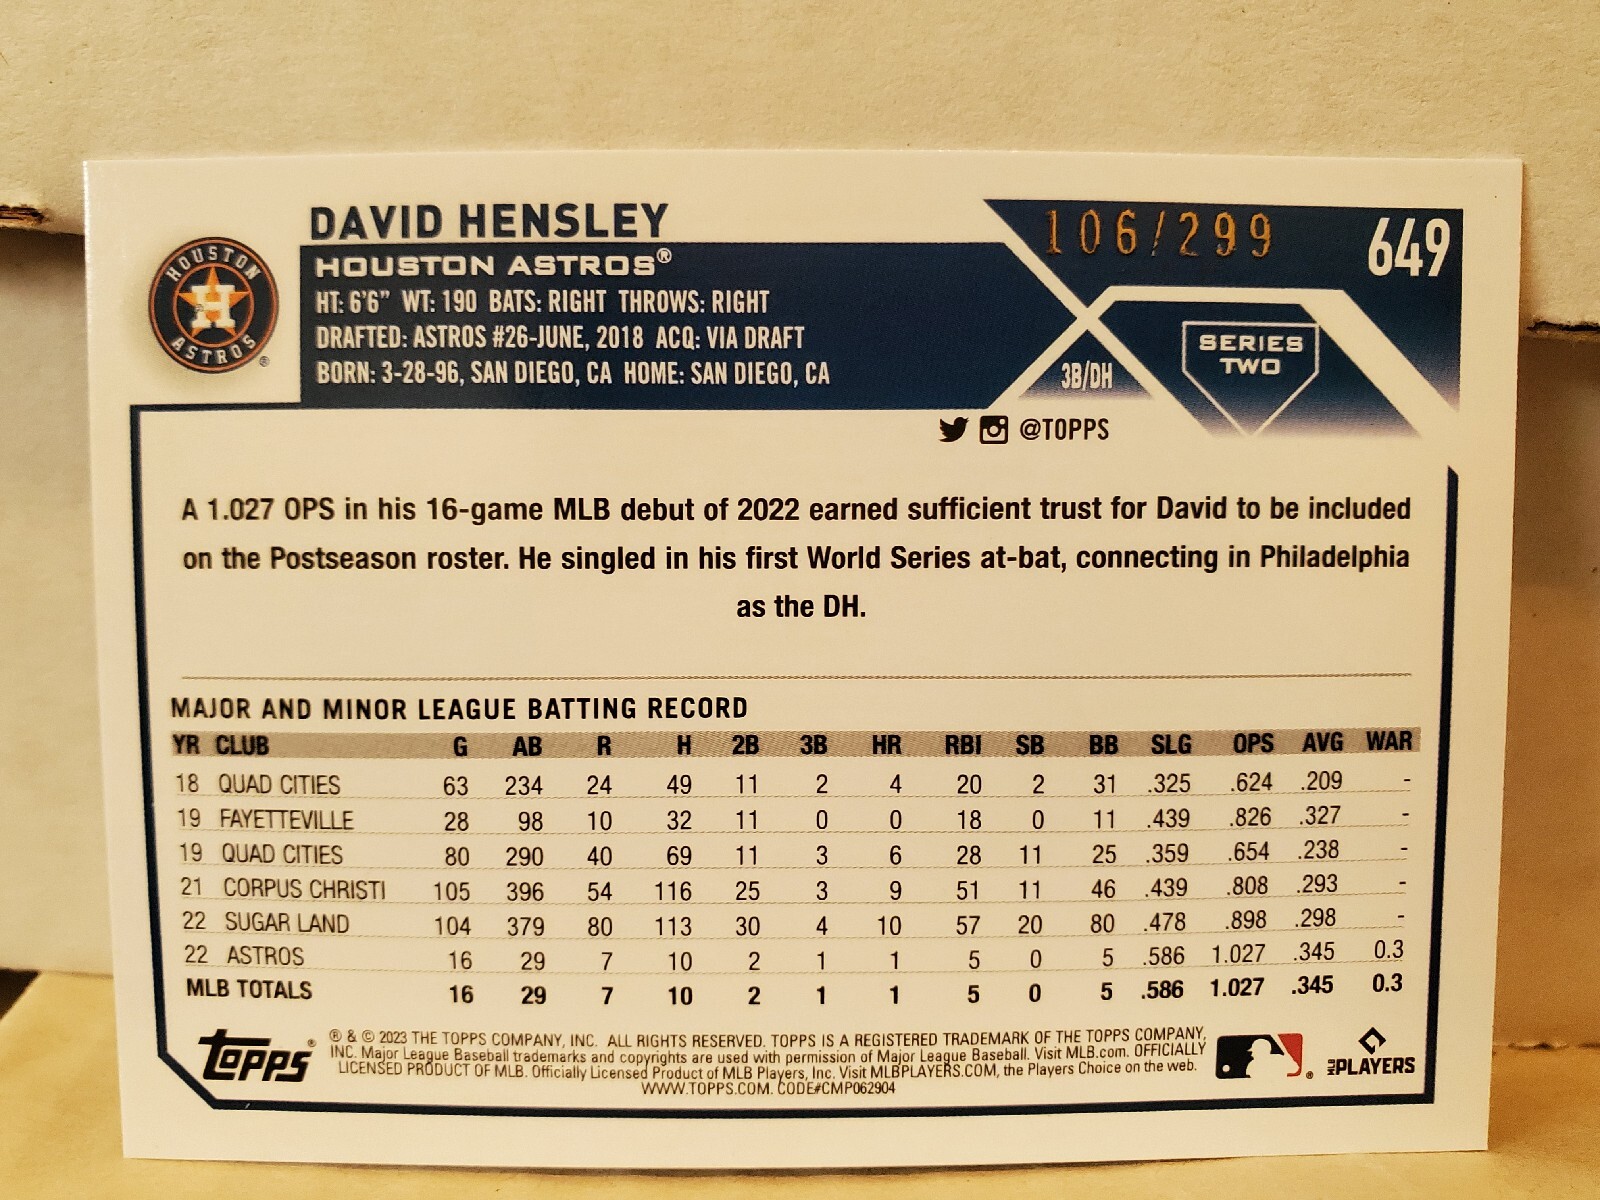 HOUSTON
H
ASTROS®
DAVID HENSLEY
106/299
649
HOUSTON ASTROS®
HT: 6'6" WT: 190 BATS: RIGHT THROWS: RIGHT
DRAFTED: ASTROS #26-JUNE, 2018 ACQ: VIA DRAFT
BORN: 3-28-96, SAN DIEGO, CA HOME: SAN DIEGO, CA
3B/DH
SERIES
TWO
@TOPPS
A 1.027 OPS in his 16-game MLB debut of 2022 earned sufficient trust for David to be included
on the Postseason roster. He singled in his first World Series at-bat, connecting in Philadelphia
as the DH.
MAJOR AND MINOR LEAGUE BATTING RECORD
YR CLUB G AB R H 2B 3B HR RBI SB BB SLG OPS AVG WAR
18 QUAD CITIES 63 234 24 49 11 2 4 20 2 31 .325 .624 .209 -
19 FAYETTEVILLE 28 98 10 32 11 0 0 18 0 11 .439 .826 .327 -
19 QUAD CITIES 80 290 40 69 11 3 6 28 11 25 .359 .654 .238 -
21 CORPUS CHRISTI 105 396 54 116 25 3 9 51 11 46 .439 .808 .293 -
22 SUGAR LAND 104 379 80 113 30 4 10 57 20 80 .478 .898 .298 -
22 ASTROS 16 29 7 10 2 1 1 5 0 5 .586 1.027 .345 0.3
MLB TOTALS 16 29 7 10 2 1 1 5 0 5 .586 1.027 .345 0.3
Topps®
® & © 2023 THE TOPPS COMPANY, INC. ALL RIGHTS RESERVED. TOPPS IS A REGISTERED TRADEMARK OF THE TOPPS COMPANY,
INC. Major League Baseball trademarks and copyrights are used with permission of Major League Baseball. Visit MLB.com. OFFICIALLY
LICENSED PRODUCT OF MLB. Officially Licensed Product of MLB Players, Inc. Visit MLBPLAYERS.COM, the Players Choice on the web.
WWW.TOPPS.COM. CODE#CMP062904
®
MLB PLAYERS